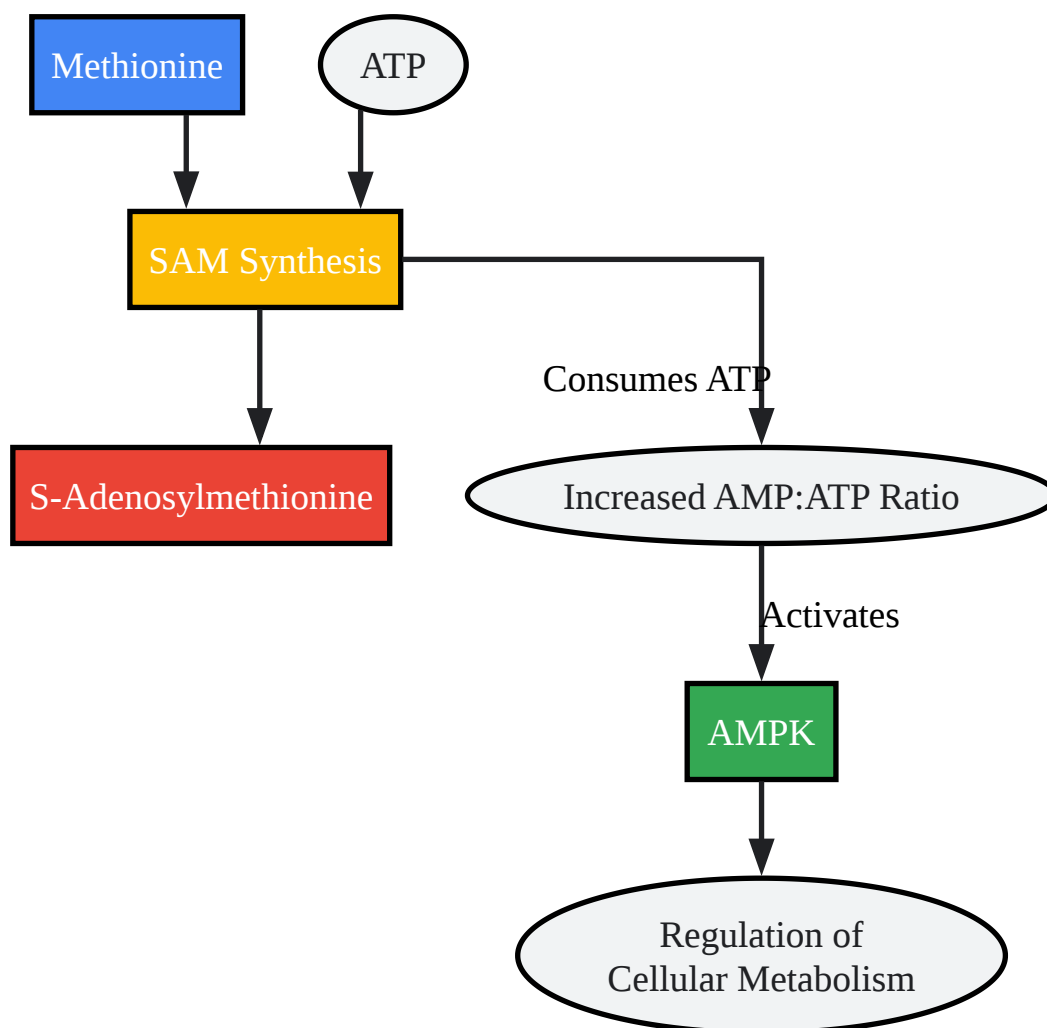 Methionine
ATP
SAM Synthesis
Consumes ATP
S-Adenosylmethionine
Increased AMP:ATP Ratio
Activates
AMPK
Regulation of
Cellular Metabolism